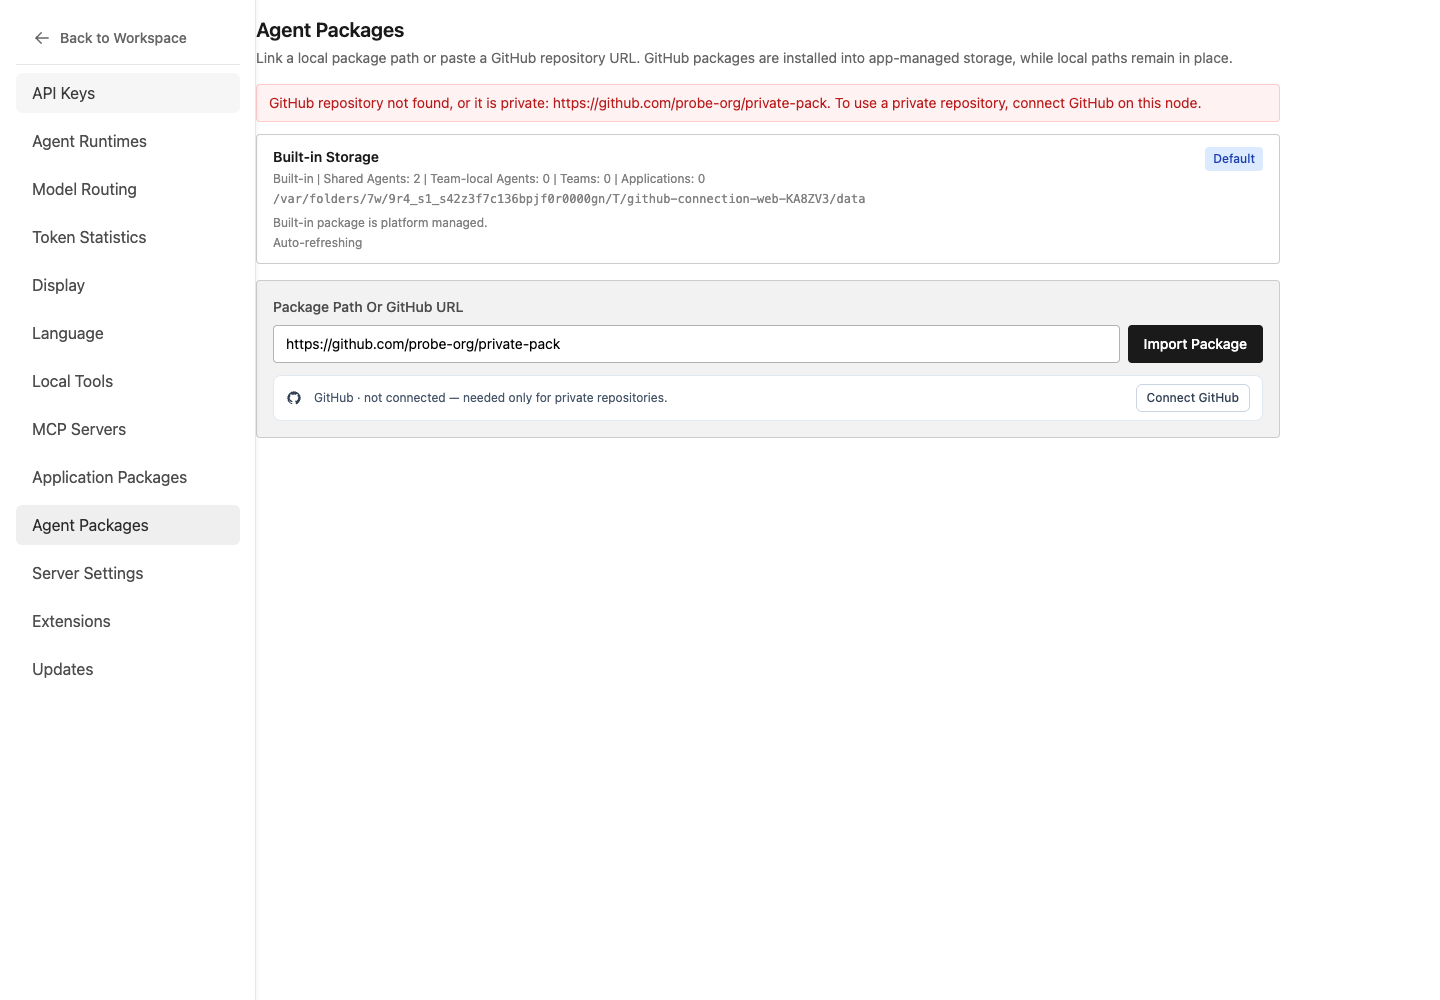 Back to Workspace
API Keys
Agent Runtimes
Model Routing
Token Statistics
Display
Language
Local Tools
MCP Servers
Application Packages
Agent Packages
Server Settings
Extensions
Updates
Agent Packages
Link a local package path or paste a GitHub repository URL. GitHub packages are installed into app-managed storage, while local paths remain in place.
GitHub repository not found, or it is private: https://github.com/probe-org/private-pack. To use a private repository, connect GitHub on this node.
Built-in Storage
Default
Built-in | Shared Agents: 2 | Team-local Agents: 0 | Teams: 0 | Applications: 0
/var/folders/7w/9r4_s1_s42z3f7c136bpjf0r0000gn/T/github-connection-web-KA8ZV3/data
Built-in package is platform managed.
Auto-refreshing
Package Path Or GitHub URL
https://github.com/probe-org/private-pack
Import Package
GitHub · not connected — needed only for private repositories.
Connect GitHub